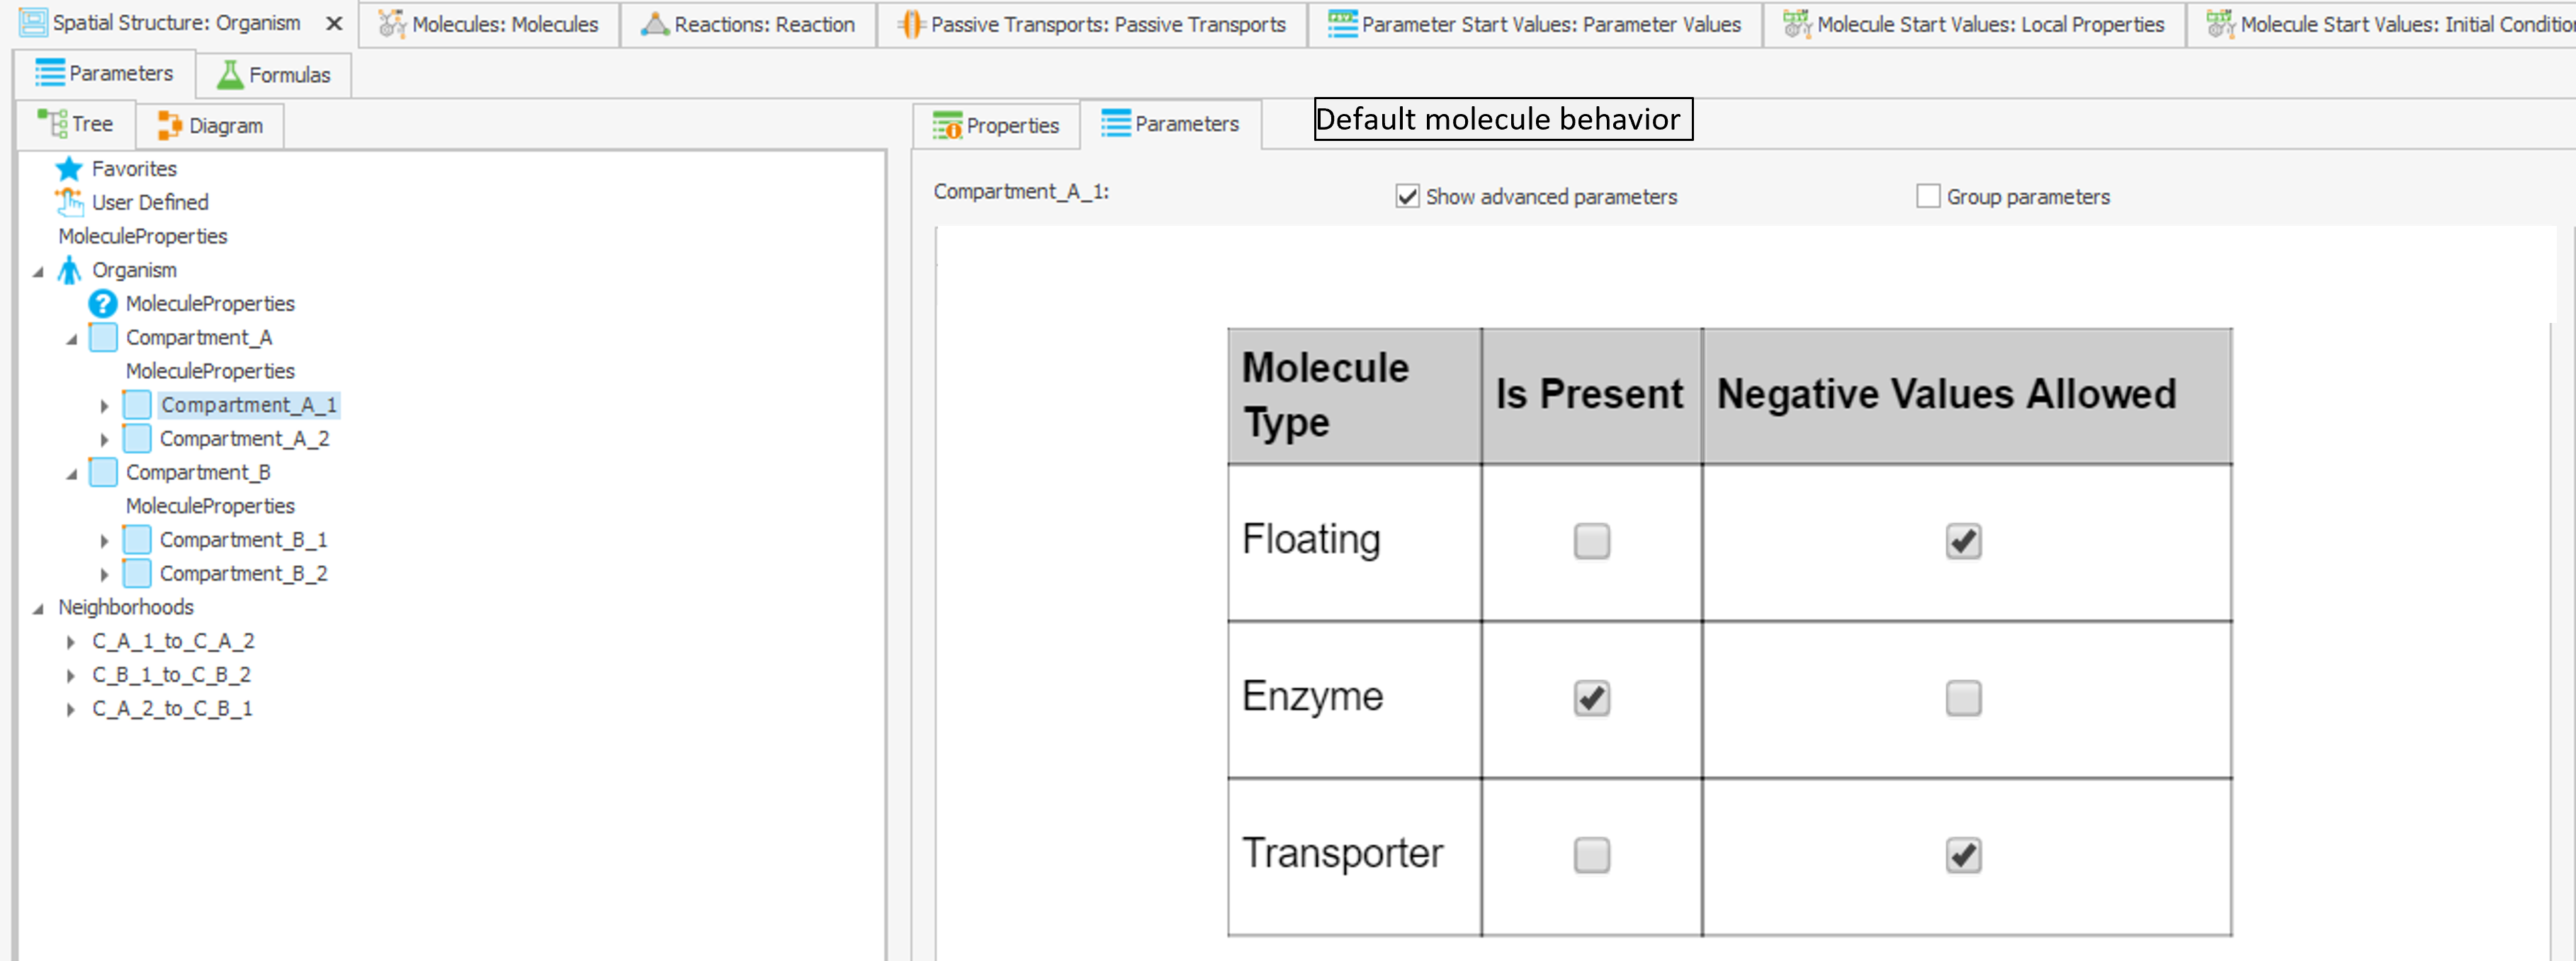 Spatial Structure: Organism
Molecules: Molecules
Reactions: Reaction
Passive Transports: Passive Transports
Parameter Start Values: Parameter Values
Molecule Start Values: Local Properties
Molecule Start Values: Initial Conditio
Parameters
Formulas
Tree
Diagram
Favorites
User Defined
MoleculeProperties
Organism
MoleculeProperties
Compartment_A
MoleculeProperties
Compartment_A_1
Compartment_A_2
Compartment_B
MoleculeProperties
Compartment_B_1
Compartment_B_2
Neighborhoods
C_A_1_to_C_A_2
C_B_1_to_C_B_2
C_A_2_to_C_B_1
Properties
Parameters
Default molecule behavior
Compartment_A_1:
Show advanced parameters
Group parameters
Molecule
Type
Is Present
Negative Values Allowed
Floating
Enzyme
Transporter